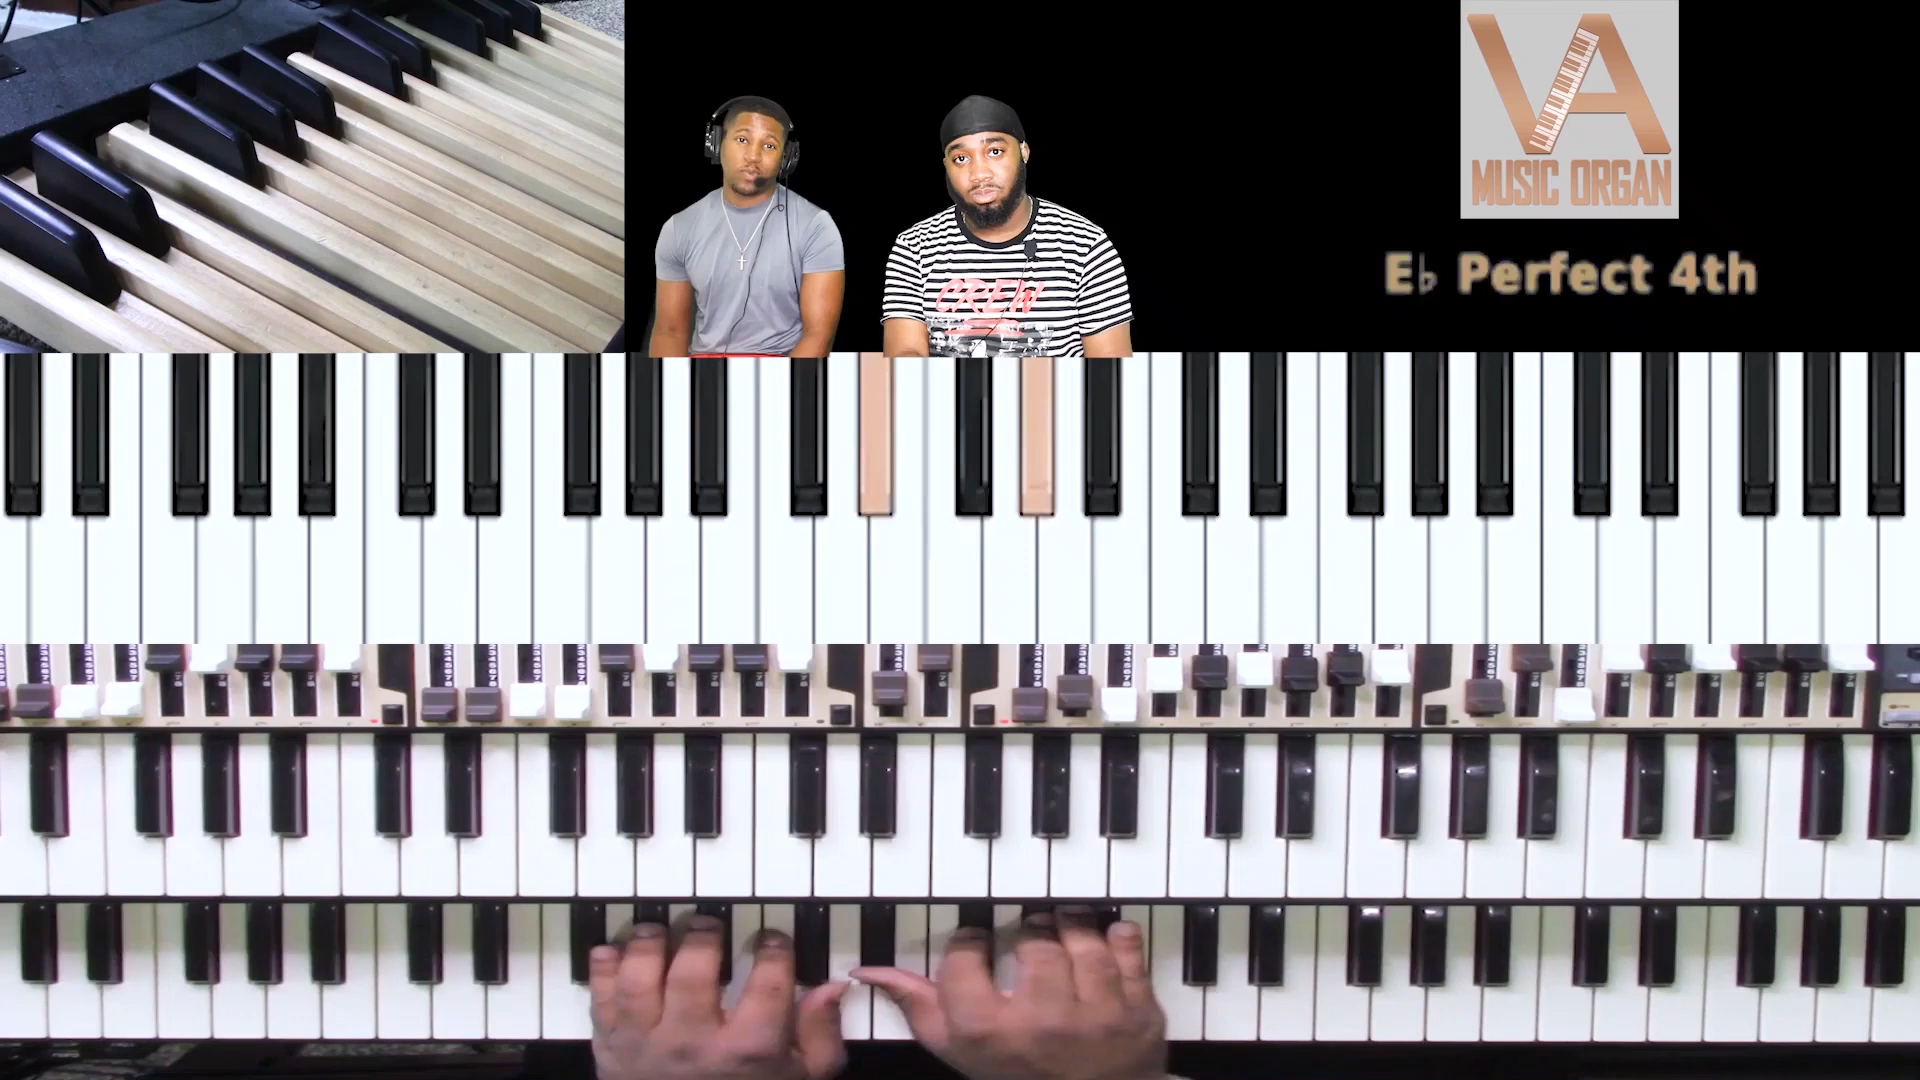 VA
MUSIC ORGAN
E♭ Perfect 4th
CREW